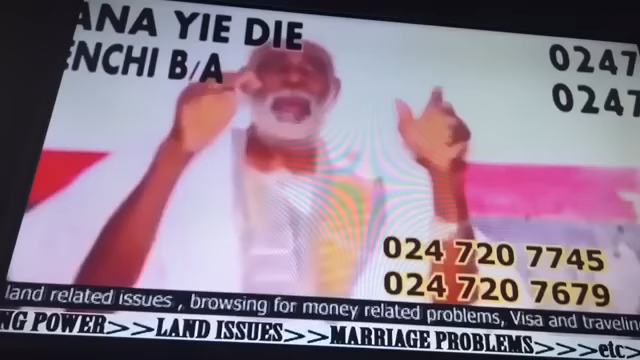 ANA YIE DIE
ENCHI B/A
0247
0247
024 720 7745
024 720 7679
land related issues , browsing for money related problems, Visa and travelin
NG POWER>>LAND ISSUES>>MARRIAGE PROBLEMS>>>>etc>